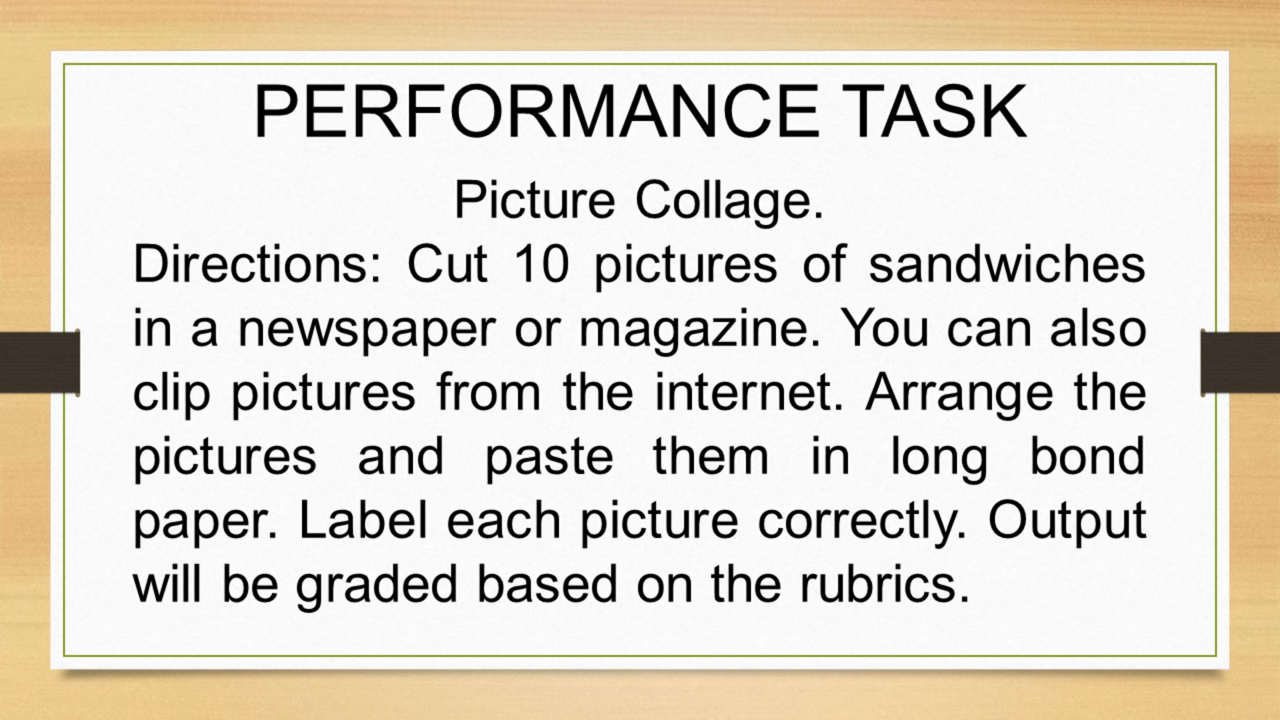 PERFORMANCE TASK
Picture Collage.
Directions: Cut 10 pictures of sandwiches
in a newspaper or magazine. You can also
clip pictures from the internet. Arrange the
pictures and paste them in long bond
paper. Label each picture correctly. Output
will be graded based on the rubrics.